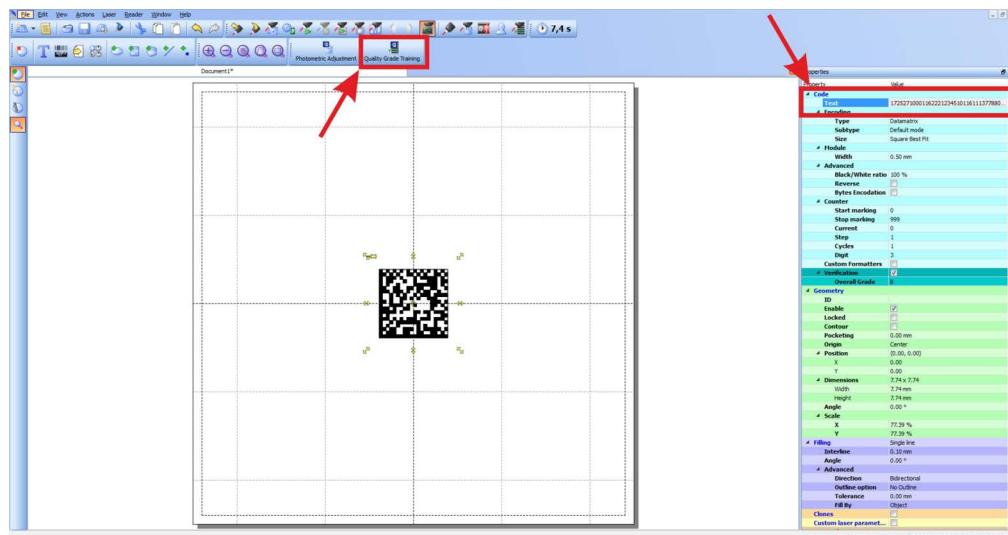 File Edit View Actions Laser Reader Window Help
7,4 s
Photometric Adjustment Quality Grade Training
Document1*
Properties
Property Value
Code
Text 17252710001162221234510116111377880...
Encoding
Type Datamatrix
Subtype Default mode
Size Square Best Fit
Module
Width 0.50 mm
Advanced
Black/White ratio 100 %
Reverse
Bytes Encodation
Counter
Start marking 0
Stop marking 999
Current 0
Step 1
Cycles 1
Digit 3
Custom Formatters
Verification
Overall Grade
Geometry
ID
Enable
Locked
Contour
Pocketing 0.00 mm
Origin Center
Position (0.00, 0.00)
X 0.00
Y 0.00
Dimensions 7.74 x 7.74
Width 7.74 mm
Height 7.74 mm
Angle 0.00 °
Scale
X 77.39 %
Y 77.39 %
Filling Single line
Interline 0.10 mm
Angle 0.00 °
Advanced
Direction Bidirectional
Outline option No Outline
Tolerance 0.00 mm
Fill By Object
Clones
Custom laser paramet...